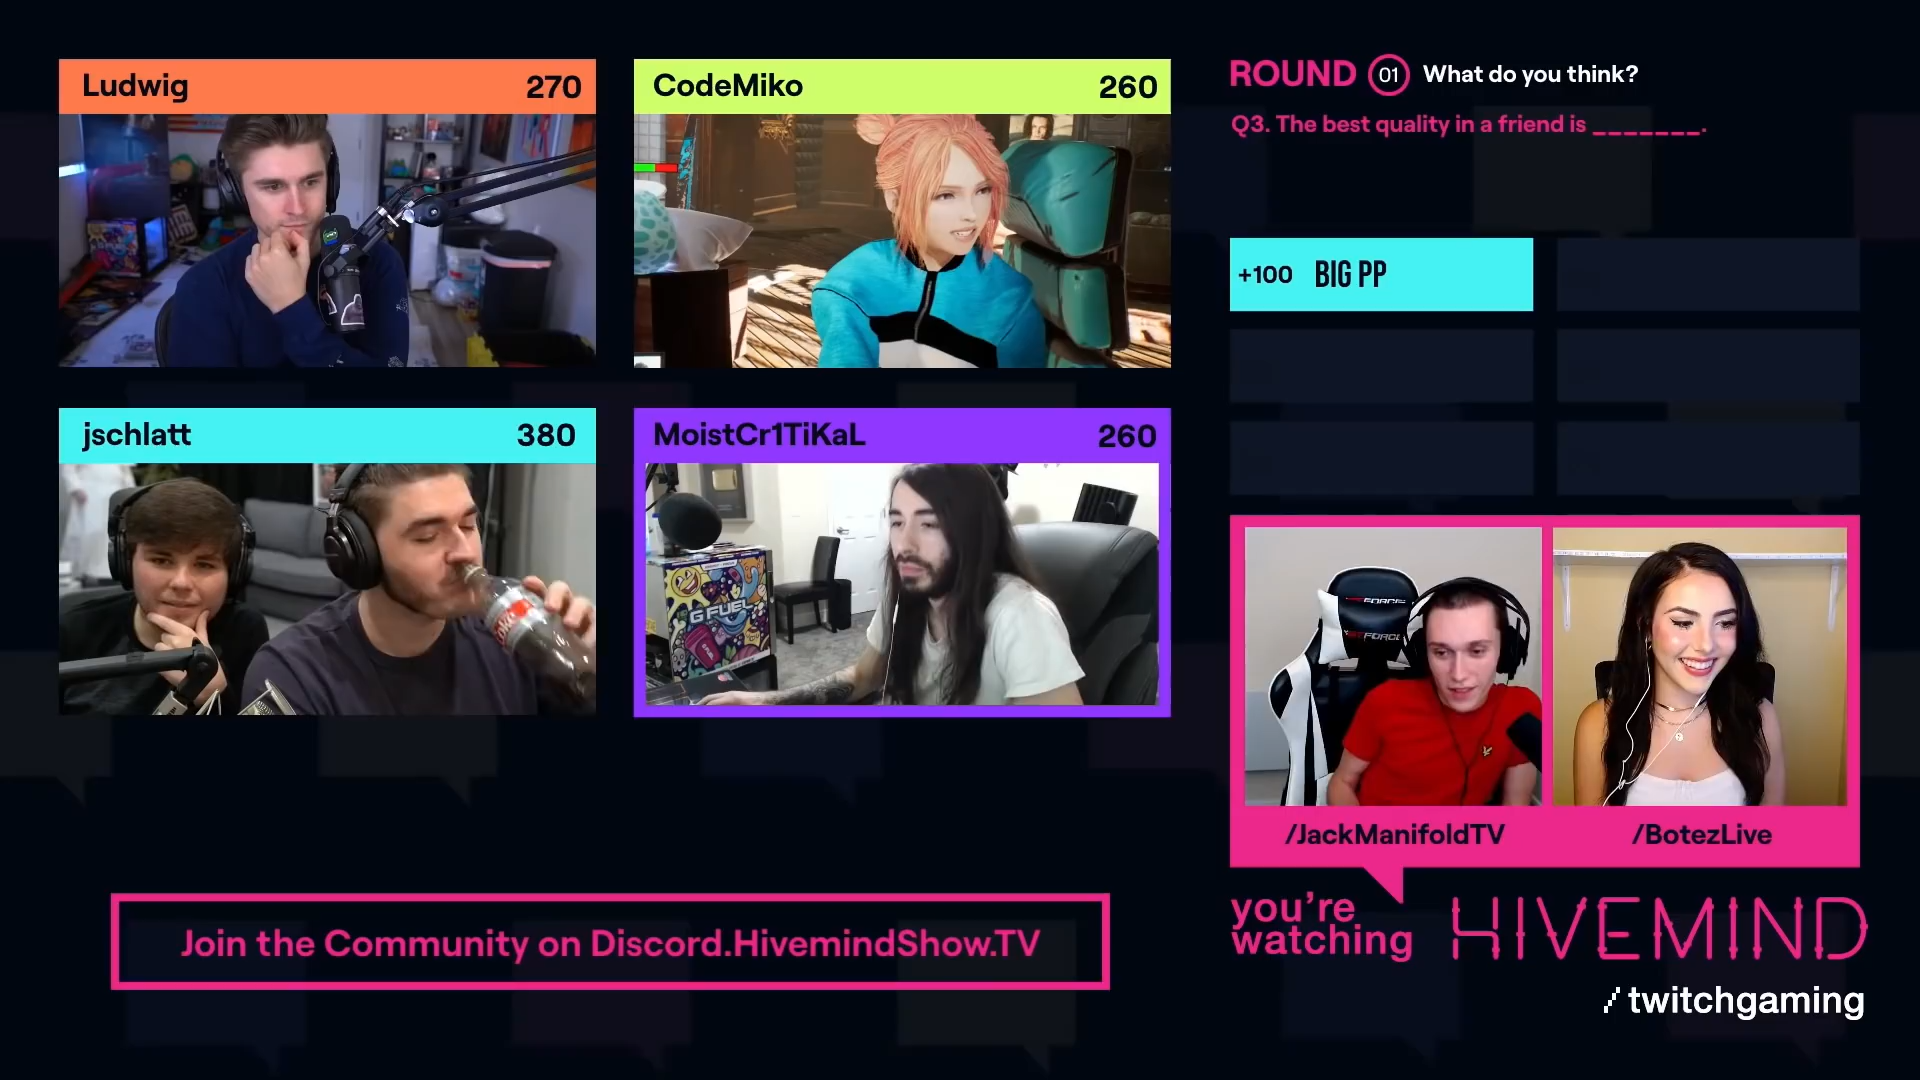 Ludwig 270
CodeMiko 260
ROUND 01 What do you think?
Q3. The best quality in a friend is _______.
+100 BIG PP
jschlatt 380
MoistCr1TiKaL 260
G FUEL
GTFORCE
/JackManifoldTV
/BotezLive
Join the Community on Discord.HivemindShow.TV
you're
watching
HIVEMIND
/twitchgaming